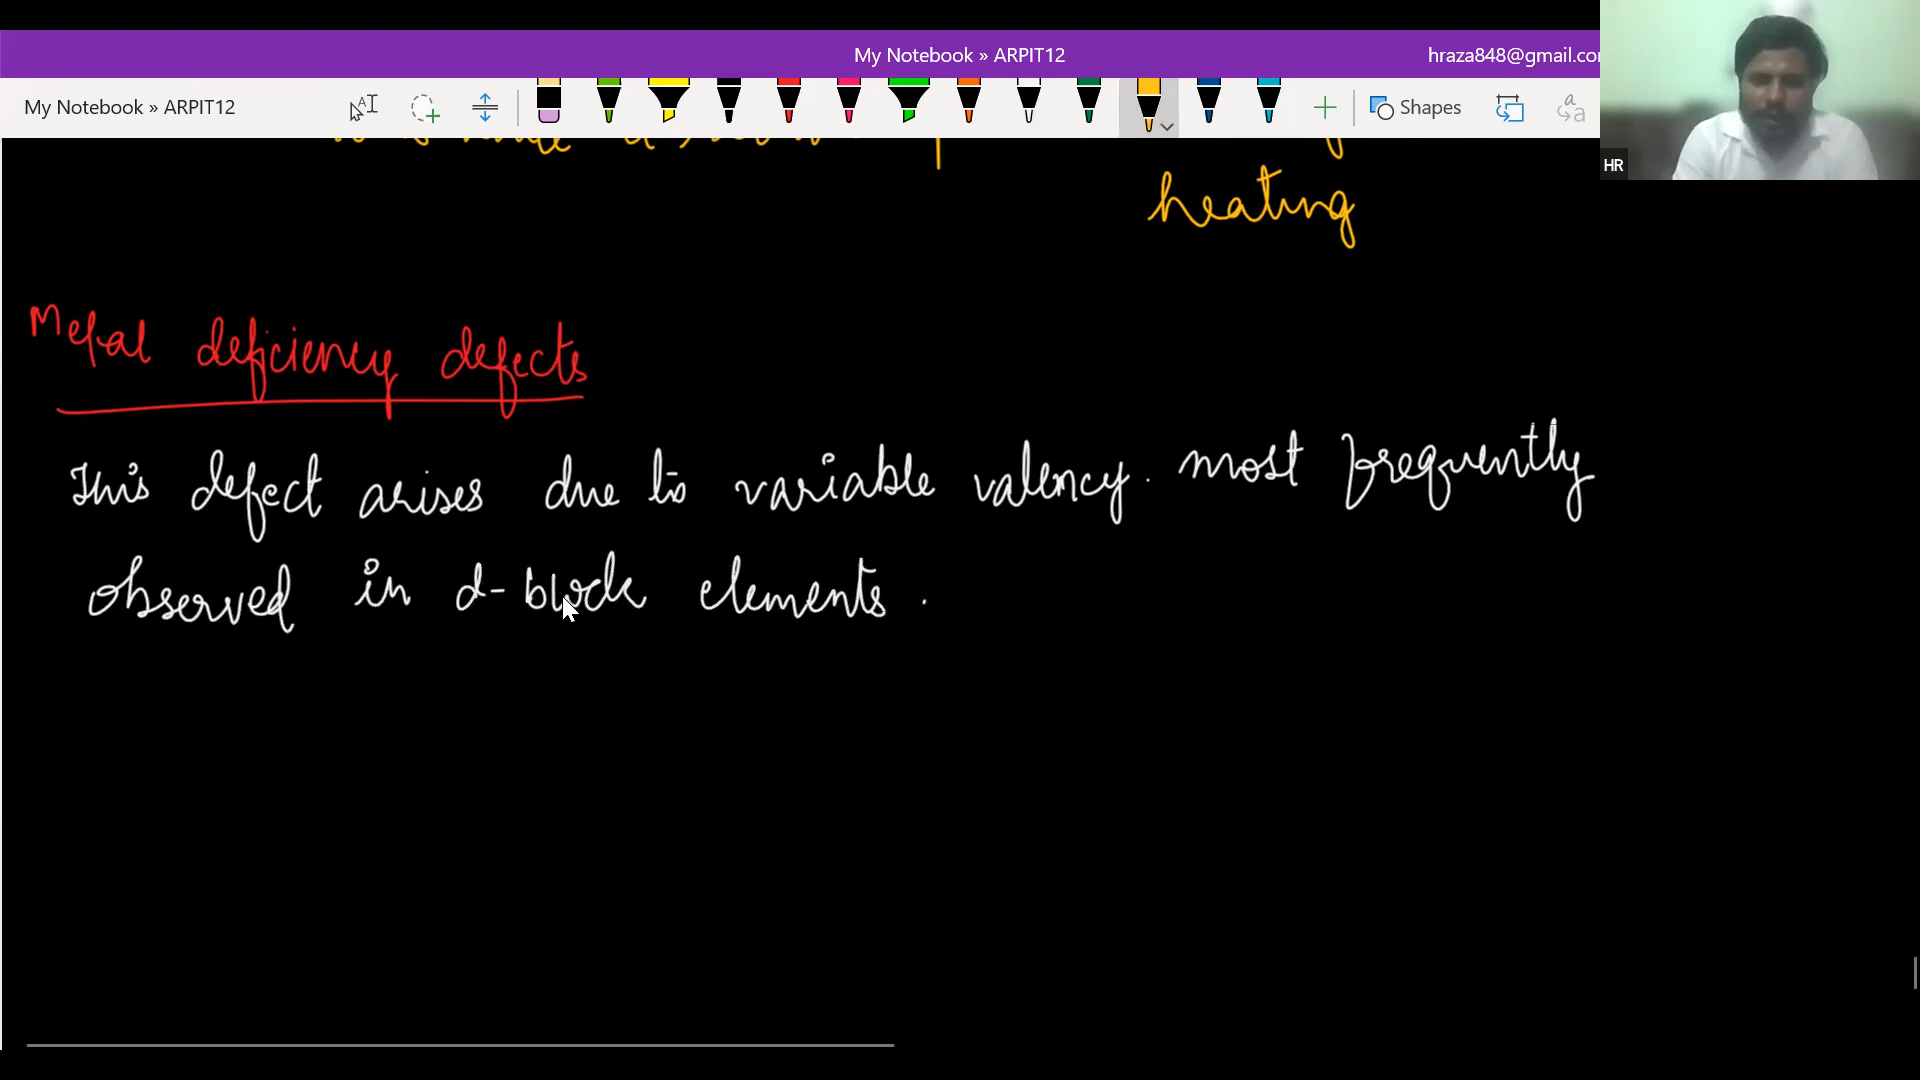 My Notebook » ARPIT12
hraza848@gmail.co
My Notebook » ARPIT12
Shapes
HR
heating
Metal deficiency defects
This defect arises due to variable valency. most frequently
observed in d-block elements.